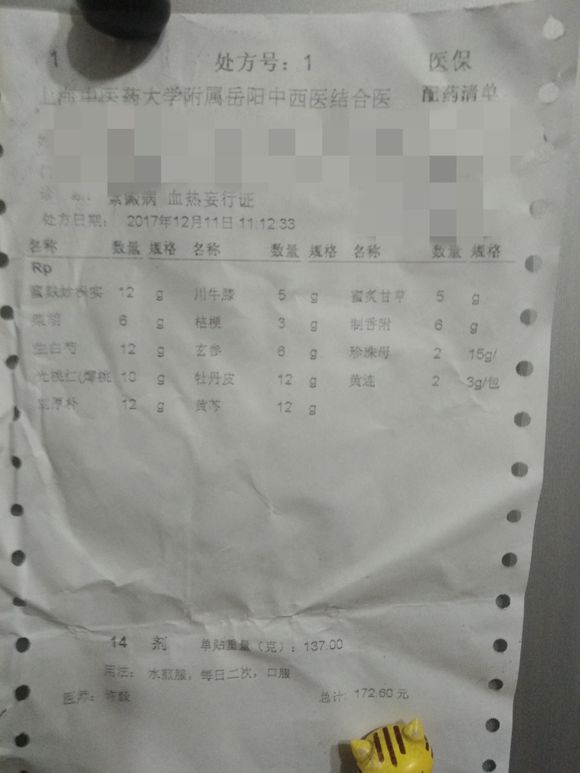 1 处方号：1 医保
上海中医药大学附属岳阳中西医结合医 配药清单
病 血热妄行证
处方日期： 2017年12月11日 11:12:33
名称 数量 规格 名称 数量 规格 名称 数量 规格
Rp
蜜麸炒枳实 12 g 川牛膝 5 g 蜜炙甘草 5 g
柴胡 6 g 桔梗 3 g 制香附 6 g
生白芍 12 g 玄参 6 g 珍珠母 2 15g/
光桃仁(燀桃 10 g 牡丹皮 12 g 黄连 2 3g/包
厚朴 12 g 黄芩 12 g
14 剂 单贴重量（克）：137.00
用法： 水煎服，每日二次，口服
医师： 总计: 172.60 元